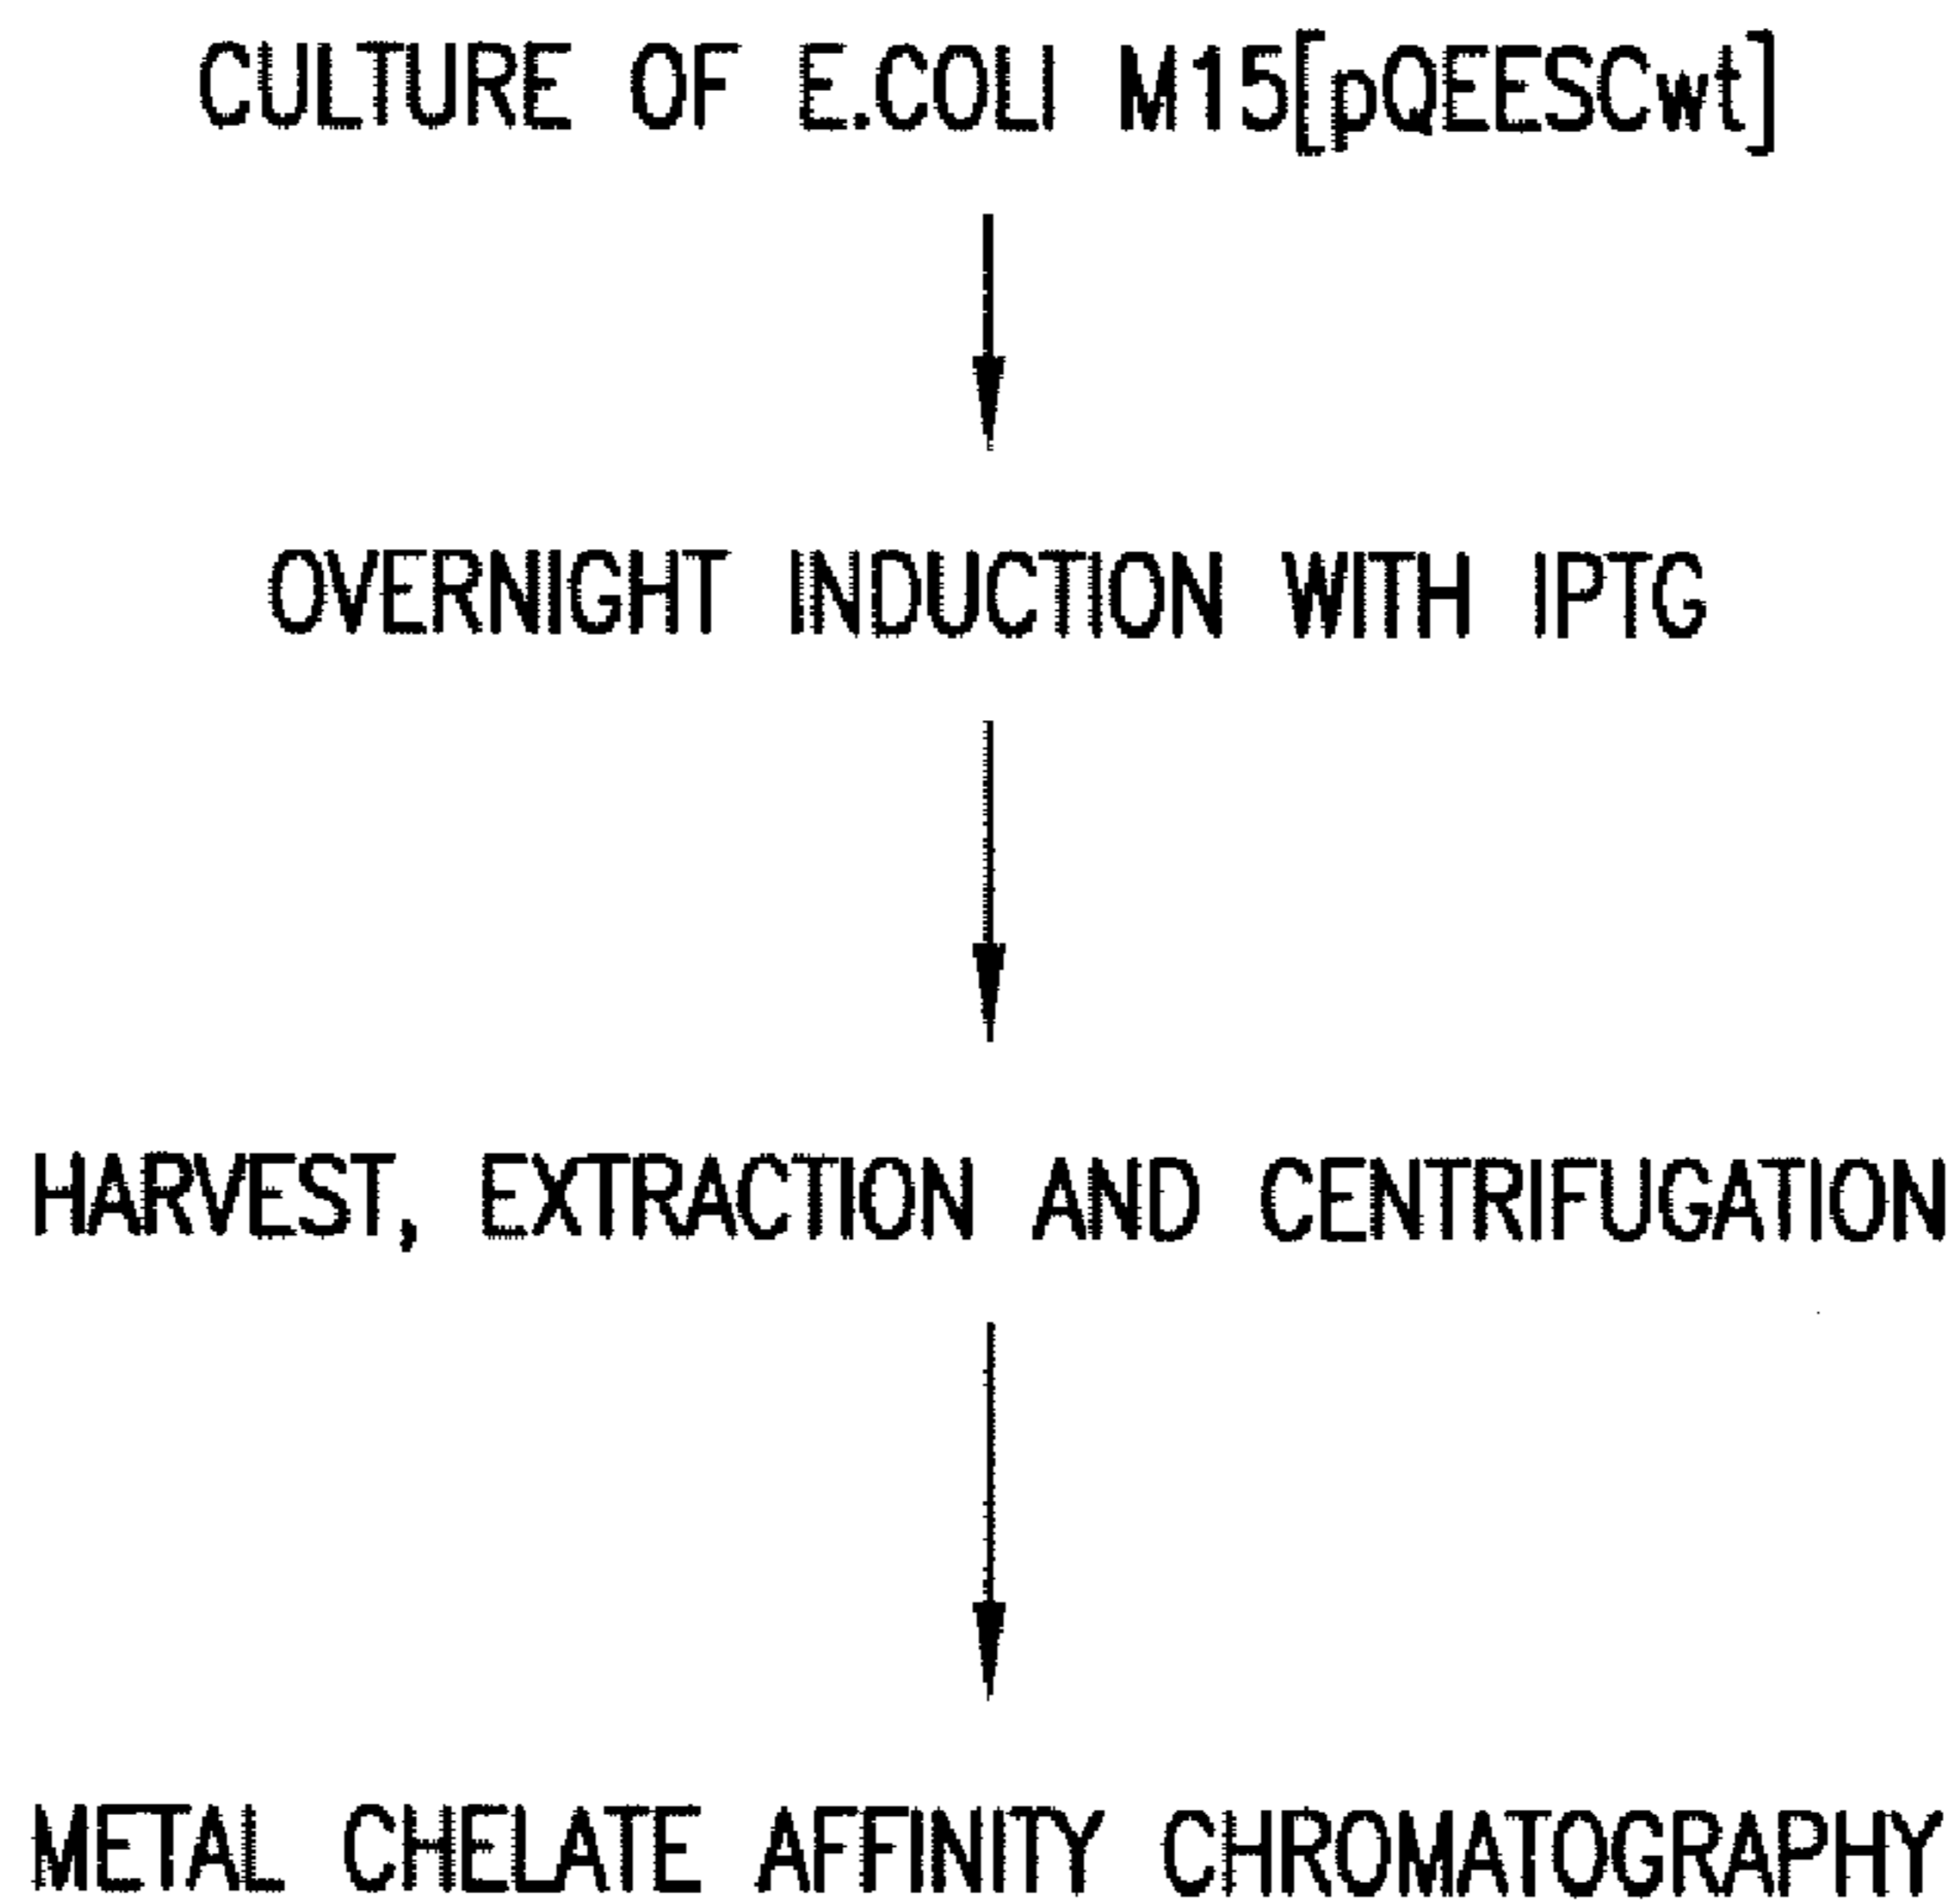 CULTURE OF E.COLI M15[pQEESCwt]
OVERNIGHT INDUCTION WITH IPTG
HARVEST, EXTRACTION AND CENTRIFUGATION
METAL CHELATE AFFINITY CHROMATOGRAPHY